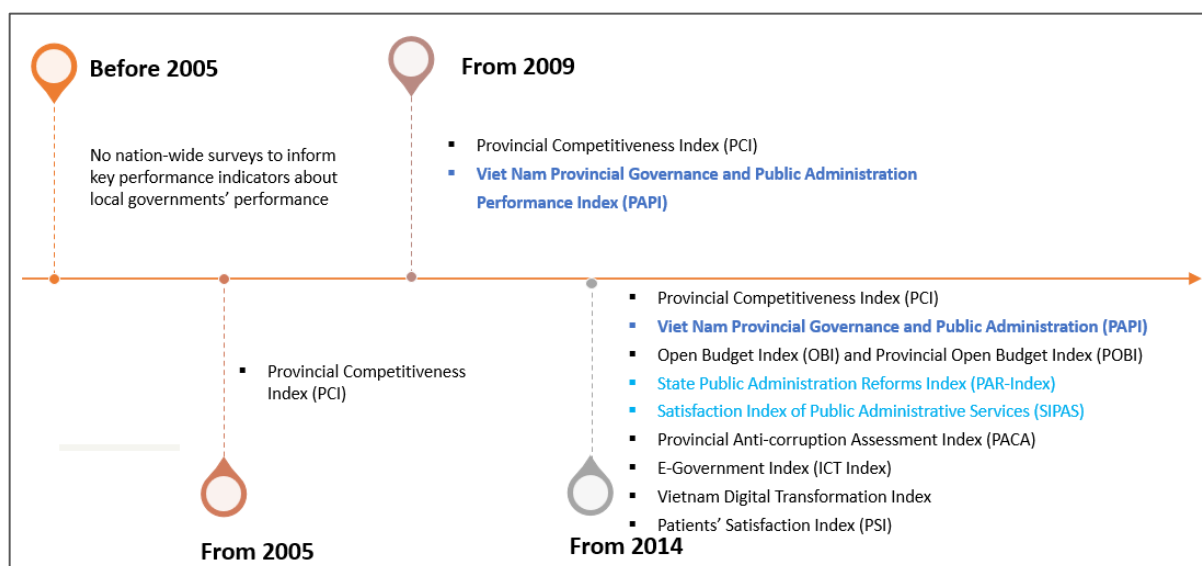 Before 2005
No nation-wide surveys to inform
key performance indicators about
local governments’ performance
From 2009
▪ Provincial Competitiveness Index (PCI)
▪ Viet Nam Provincial Governance and Public Administration
Performance Index (PAPI)
▪ Provincial Competitiveness
Index (PCI)
From 2005
▪ Provincial Competitiveness Index (PCI)
▪ Viet Nam Provincial Governance and Public Administration (PAPI)
▪ Open Budget Index (OBI) and Provincial Open Budget Index (POBI)
▪ State Public Administration Reforms Index (PAR-Index)
▪ Satisfaction Index of Public Administrative Services (SIPAS)
▪ Provincial Anti-corruption Assessment Index (PACA)
▪ E-Government Index (ICT Index)
▪ Vietnam Digital Transformation Index
▪ Patients’ Satisfaction Index (PSI)
From 2014